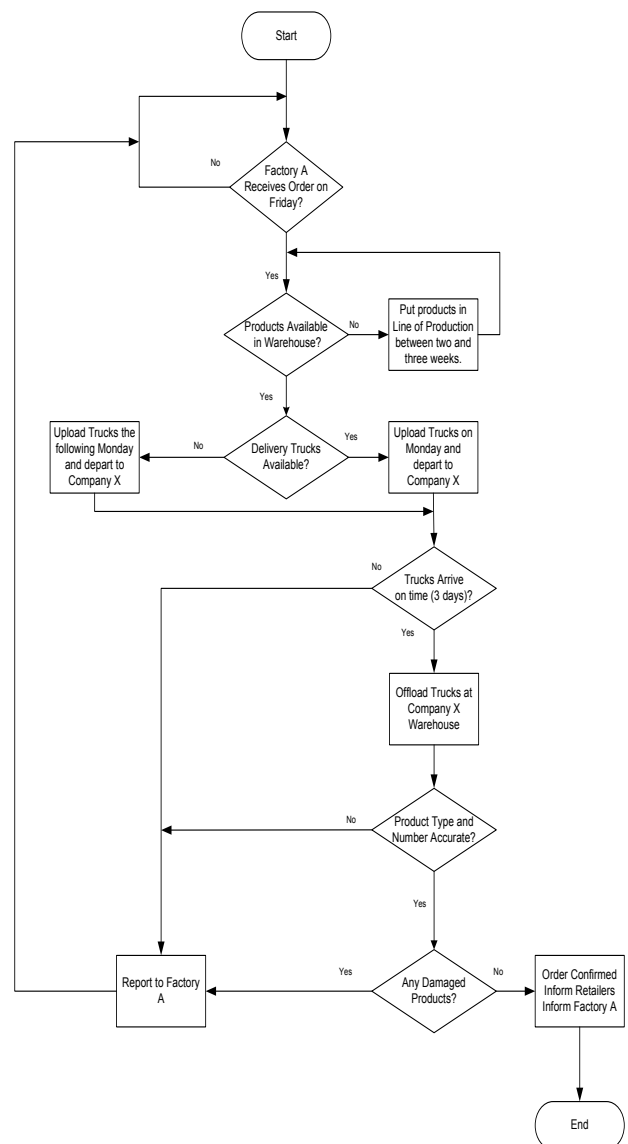 Start
No
Factory A
Receives Order on
Friday?
Yes
Products Available
in Warehouse?
No
Put products in
Line of Production
between two and
three weeks.
Yes
Upload Trucks the
following Monday
and depart to
Company X
No
Delivery Trucks
Available?
Yes
Upload Trucks on
Monday and
depart to
Company X
No
Trucks Arrive
on time (3 days)?
Yes
Offload Trucks at
Company X
Warehouse
No
Product Type and
Number Accurate?
Yes
Report to Factory
A
Yes
Any Damaged
Products?
No
Order Confirmed
Inform Retailers
Inform Factory A
End